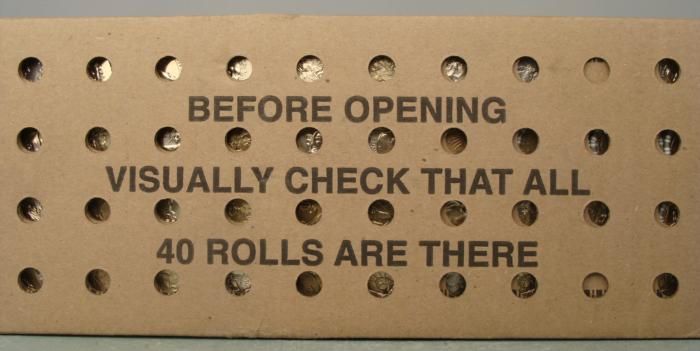 BEFORE OPENING
VISUALLY CHECK THAT ALL
40 ROLLS ARE THERE